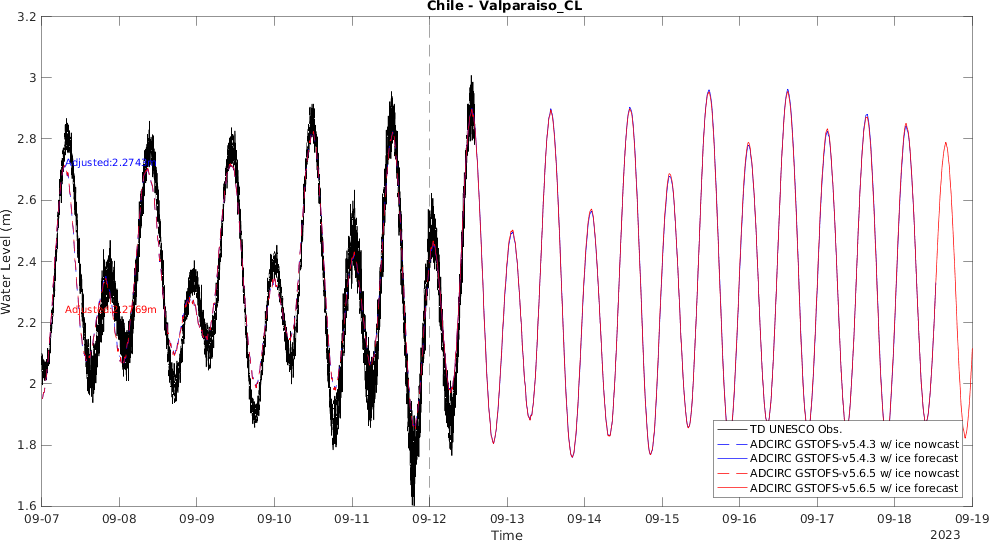 Chile - Valparaiso_CL
3.2
3
2.8
2.6
2.4
2.2
2
1.8
1.6
Water Level (m)
Adjusted:2.274
Adjusted:2.2769m
TD UNESCO Obs.
ADCIRC GSTOFS-v5.4.3 w/ ice nowcast
ADCIRC GSTOFS-v5.4.3 w/ ice forecast
ADCIRC GSTOFS-v5.6.5 w/ ice nowcast
ADCIRC GSTOFS-v5.6.5 w/ ice forecast
09-07 09-08 09-09 09-10 09-11 09-12 09-13 09-14 09-15 09-16 09-17 09-18 09-19
Time
2023